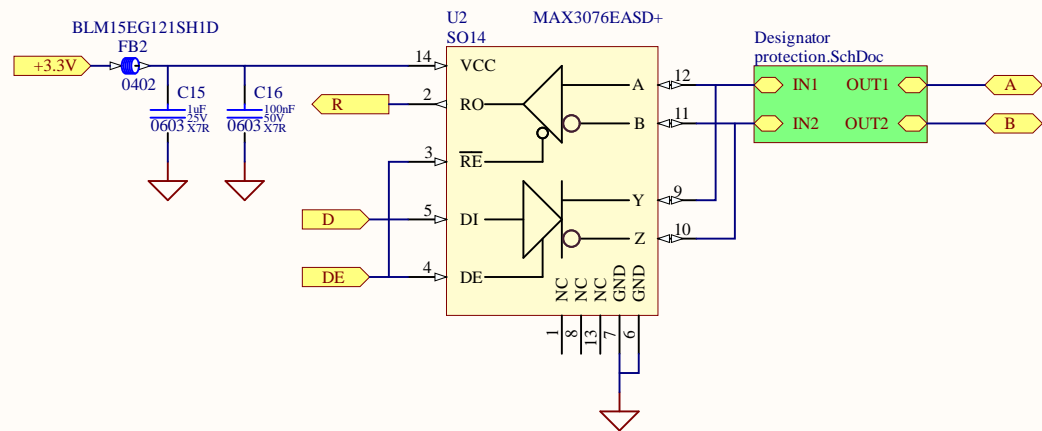 BLM15EG121SH1D
FB2
+3.3V
0402
C15
1uF
25V
0603 X7R
C16
100nF
50V
0603 X7R
U2 MAX3076EASD+
SO14
14 VCC
R
2 RO
3 RE
D
5 DI
DE
4 DE
A 12
B 11
Y 9
Z 10
NC NC NC GND GND
1 8 13 7 6
Designator
protection.SchDoc
IN1 OUT1
IN2 OUT2
A
B